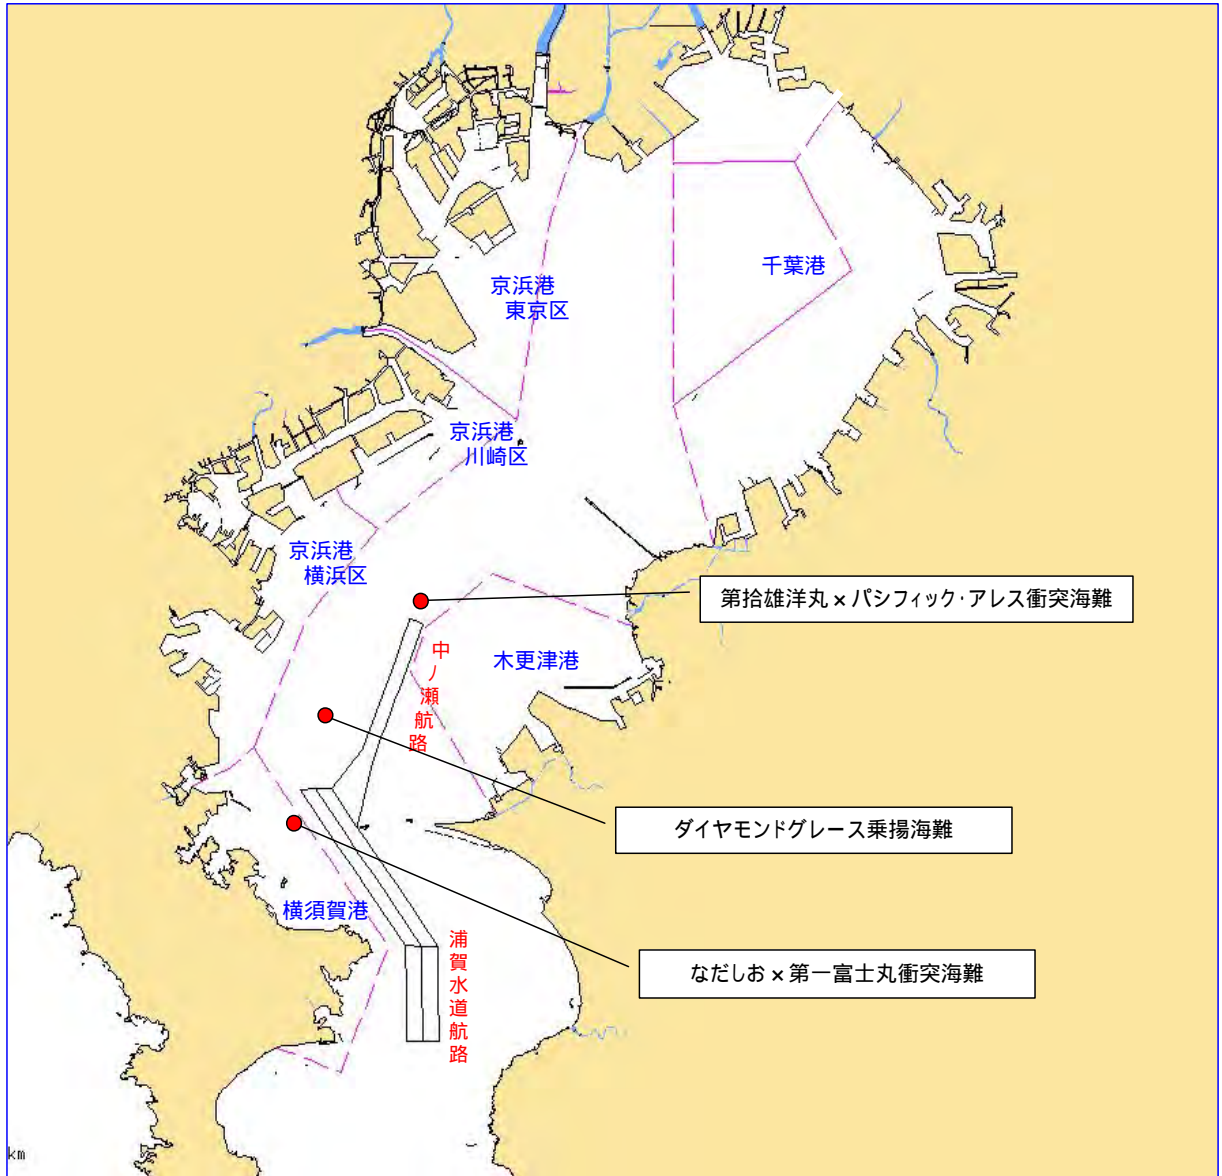 千葉港
京浜港
東京区
京浜港
川崎区
京浜港
横浜区
第拾雄洋丸×パシフィック・アレス衝突海難
中ノ瀬航路
木更津港
ダイヤモンドグレース乗揚海難
横須賀港
浦賀水道航路
なだしお×第一富士丸衝突海難
km